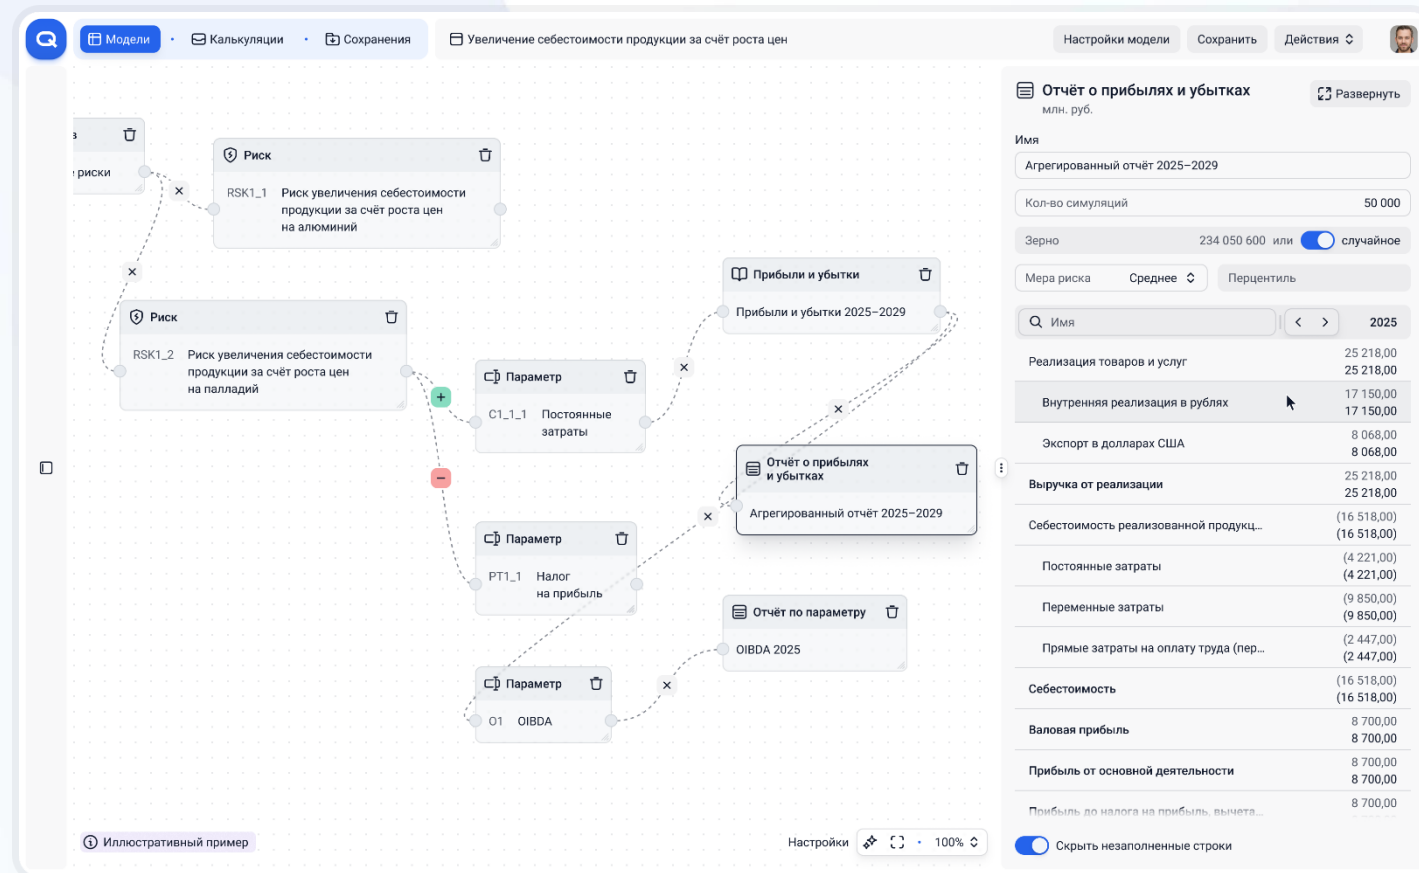 Модели
Калькуляции
Сохранения
Увеличение себестоимости продукции за счёт роста цен
Настройки модели
Сохранить
Действия
в
е риски
Риск
RSK1_1 Риск увеличения себестоимости
продукции за счёт роста цен
на алюминий
Риск
RSK1_2 Риск увеличения себестоимости
продукции за счёт роста цен
на палладий
Параметр
C1_1_1 Постоянные
затраты
Прибыли и убытки
Прибыли и убытки 2025–2029
Отчёт о прибылях
и убытках
Агрегированный отчёт 2025–2029
Параметр
PT1_1 Налог
на прибыль
Отчёт по параметру
OIBDA 2025
Параметр
O1 OIBDA
Иллюстративный пример
Настройки
100%
Отчёт о прибылях и убытках
млн. руб.
Развернуть
Имя
Агрегированный отчёт 2025–2029
Кол-во симуляций 50 000
Зерно 234 050 600 или случайное
Мера риска Среднее
Перцентиль
Имя
2025
Реализация товаров и услуг 25 218,00
25 218,00
Внутренняя реализация в рублях 17 150,00
17 150,00
Экспорт в долларах США 8 068,00
8 068,00
Выручка от реализации 25 218,00
25 218,00
Себестоимость реализованной продукц... (16 518,00)
(16 518,00)
Постоянные затраты (4 221,00)
(4 221,00)
Переменные затраты (9 850,00)
(9 850,00)
Прямые затраты на оплату труда (пер... (2 447,00)
(2 447,00)
Себестоимость (16 518,00)
(16 518,00)
Валовая прибыль 8 700,00
8 700,00
Прибыль от основной деятельности 8 700,00
8 700,00
Прибыль до налога на прибыль, вычета... 8 700,00
Скрыть незаполненные строки